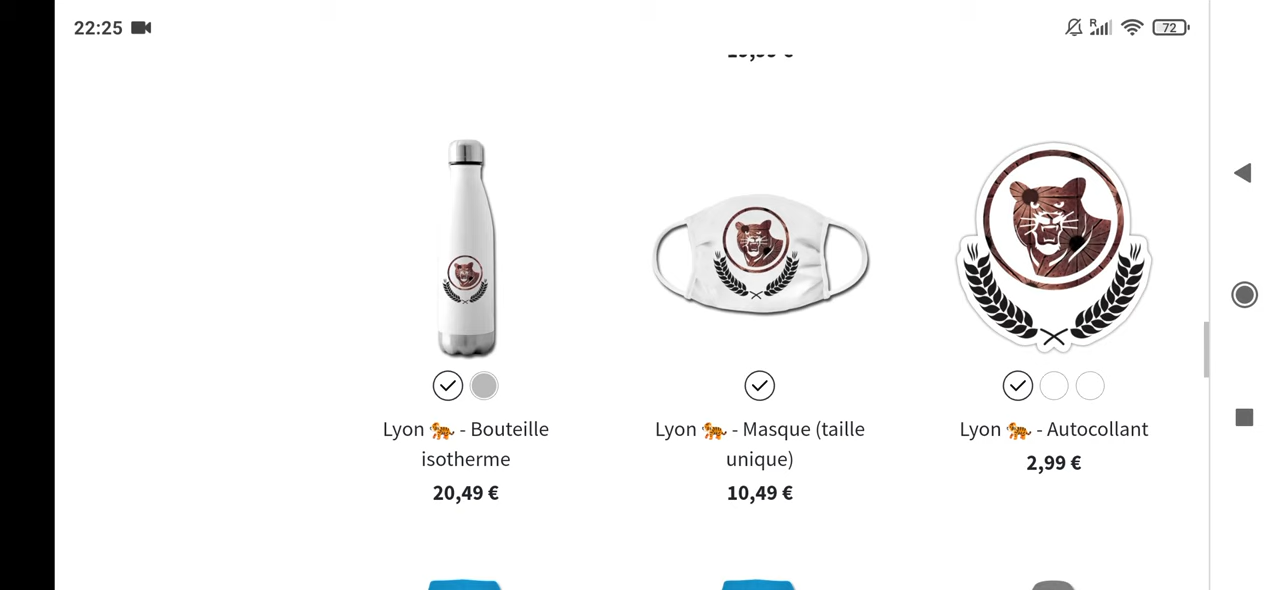 22:25
R
72
Lyon 🐅 - Bouteille
isotherme
20,49 €
Lyon 🐅 - Masque (taille
unique)
10,49 €
Lyon 🐅 - Autocollant
2,99 €